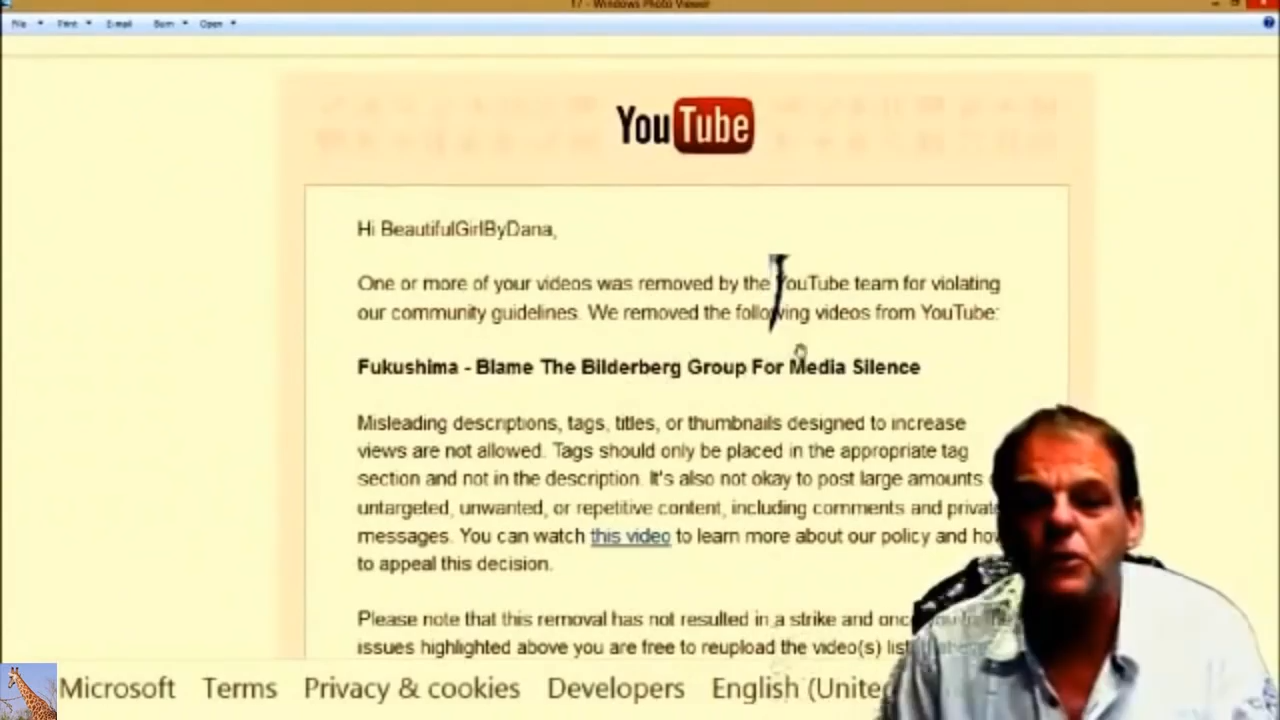 17 - Windows Photo Viewer
File Print E-mail Burn Open
YouTube
Hi BeautifulGirlByDana,
One or more of your videos was removed by the YouTube team for violating
our community guidelines. We removed the following videos from YouTube:
Fukushima - Blame The Bilderberg Group For Media Silence
Misleading descriptions, tags, titles, or thumbnails designed to increase
views are not allowed. Tags should only be placed in the appropriate tag
section and not in the description. It's also not okay to post large amounts
untargeted, unwanted, or repetitive content, including comments and private
messages. You can watch this video to learn more about our policy and how
to appeal this decision.
Please note that this removal has not resulted in a strike and once
issues highlighted above you are free to reupload the video(s)
Microsoft Terms Privacy & cookies Developers English